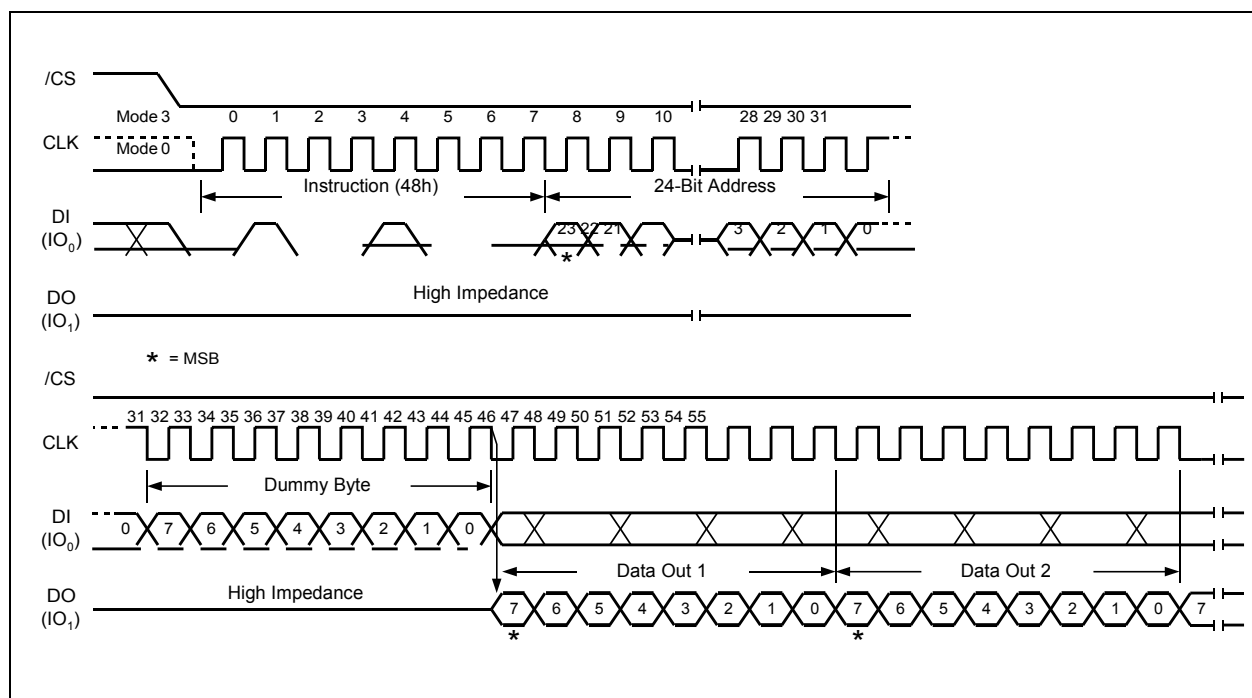 /CS
Mode 3 0 1 2 3 4 5 6 7 8 9 10 28 29 30 31
CLK Mode 0
Instruction (48h) 24-Bit Address
DI
(IO0) 23 22 21 3 2 1 0
*
High Impedance
DO
(IO1)
* = MSB
/CS
31 32 33 34 35 36 37 38 39 40 41 42 43 44 45 46 47 48 49 50 51 52 53 54 55
CLK
Dummy Byte
DI
(IO0) 0 7 6 5 4 3 2 1 0
Data Out 1 Data Out 2
High Impedance
DO
(IO1) 7 6 5 4 3 2 1 0 7 6 5 4 3 2 1 0 7
* *